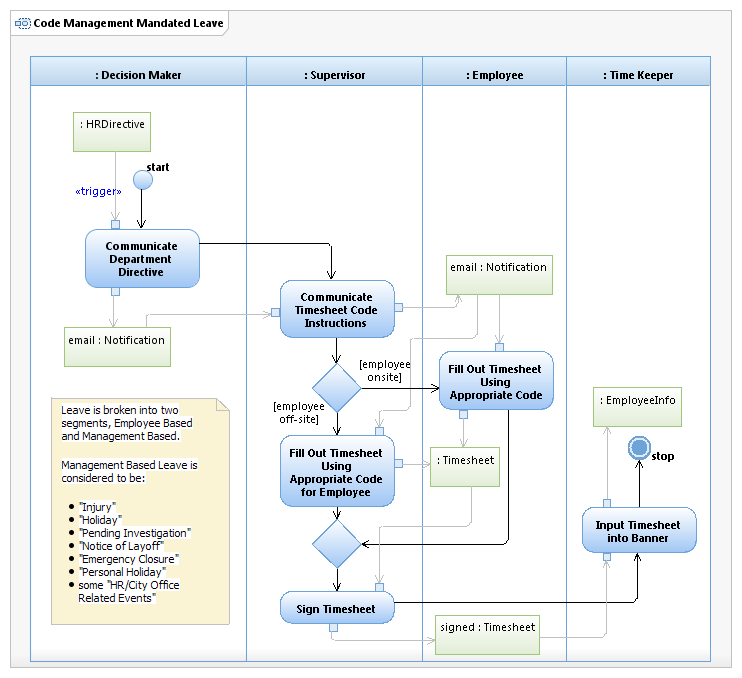 Code Management Mandated Leave
: Decision Maker
: Supervisor
: Employee
: Time Keeper
: HRDirective
start
«trigger»
Communicate
Department
Directive
email : Notification
Communicate
Timesheet Code
Instructions
email : Notification
[employee
onsite]
[employee
off-site]
Fill Out Timesheet
Using
Appropriate Code
Fill Out Timesheet
Using
Appropriate Code
for Employee
: Timesheet
: EmployeeInfo
stop
Input Timesheet
into Banner
Sign Timesheet
signed : Timesheet
Leave is broken into two
segments, Employee Based
and Management Based.
Management Based Leave is
considered to be:
• "Injury"
• "Holiday"
• "Pending Investigation"
• "Notice of Layoff"
• "Emergency Closure"
• "Personal Holiday"
• some "HR/City Office
Related Events"